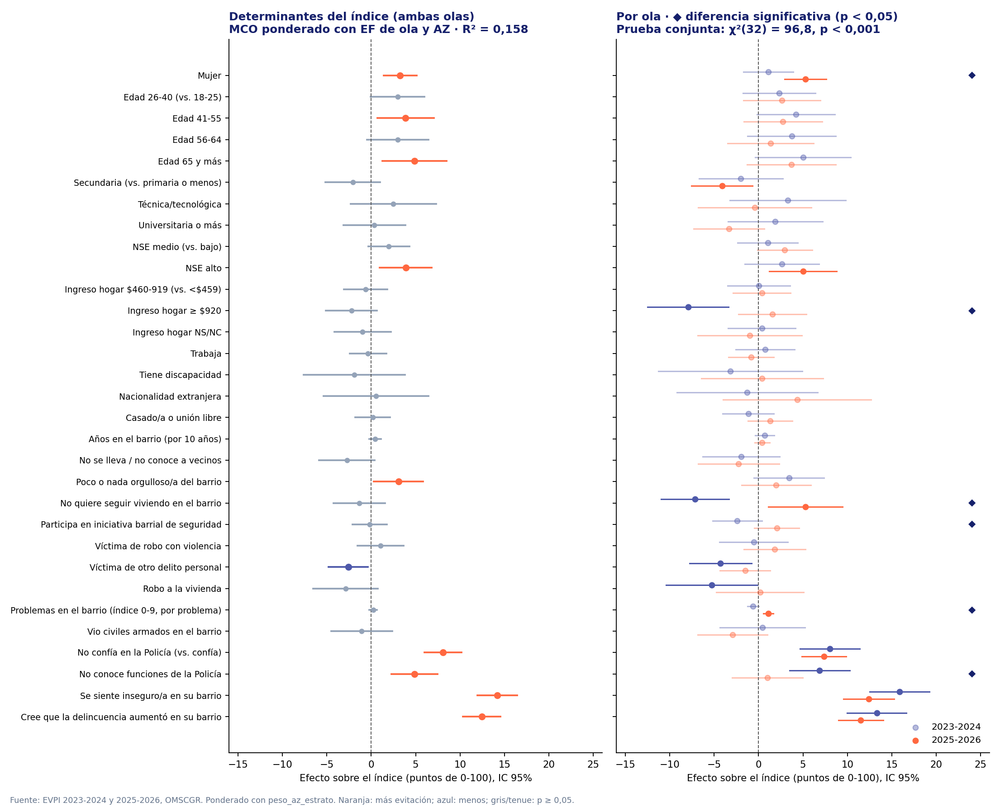 Determinantes del índice (ambas olas)
MCO ponderado con EF de ola y AZ · R² = 0,158
Por ola · ◆ diferencia significativa (p < 0,05)
Prueba conjunta: χ²(32) = 96,8, p < 0,001
Mujer
Edad 26-40 (vs. 18-25)
Edad 41-55
Edad 56-64
Edad 65 y más
Secundaria (vs. primaria o menos)
Técnica/tecnológica
Universitaria o más
NSE medio (vs. bajo)
NSE alto
Ingreso hogar $460-919 (vs. <$459)
Ingreso hogar ≥ $920
Ingreso hogar NS/NC
Trabaja
Tiene discapacidad
Nacionalidad extranjera
Casado/a o unión libre
Años en el barrio (por 10 años)
No se lleva / no conoce a vecinos
Poco o nada orgulloso/a del barrio
No quiere seguir viviendo en el barrio
Participa en iniciativa barrial de seguridad
Víctima de robo con violencia
Víctima de otro delito personal
Robo a la vivienda
Problemas en el barrio (índice 0-9, por problema)
Vio civiles armados en el barrio
No confía en la Policía (vs. confía)
No conoce funciones de la Policía
Se siente inseguro/a en su barrio
Cree que la delincuencia aumentó en su barrio
2023-2024
2025-2026
−15 −10 −5 0 5 10 15 20 25
−15 −10 −5 0 5 10 15 20 25
Efecto sobre el índice (puntos de 0-100), IC 95%
Efecto sobre el índice (puntos de 0-100), IC 95%
Fuente: EVPI 2023-2024 y 2025-2026, OMSCGR. Ponderado con peso_az_estrato. Naranja: más evitación; azul: menos; gris/tenue: p ≥ 0,05.